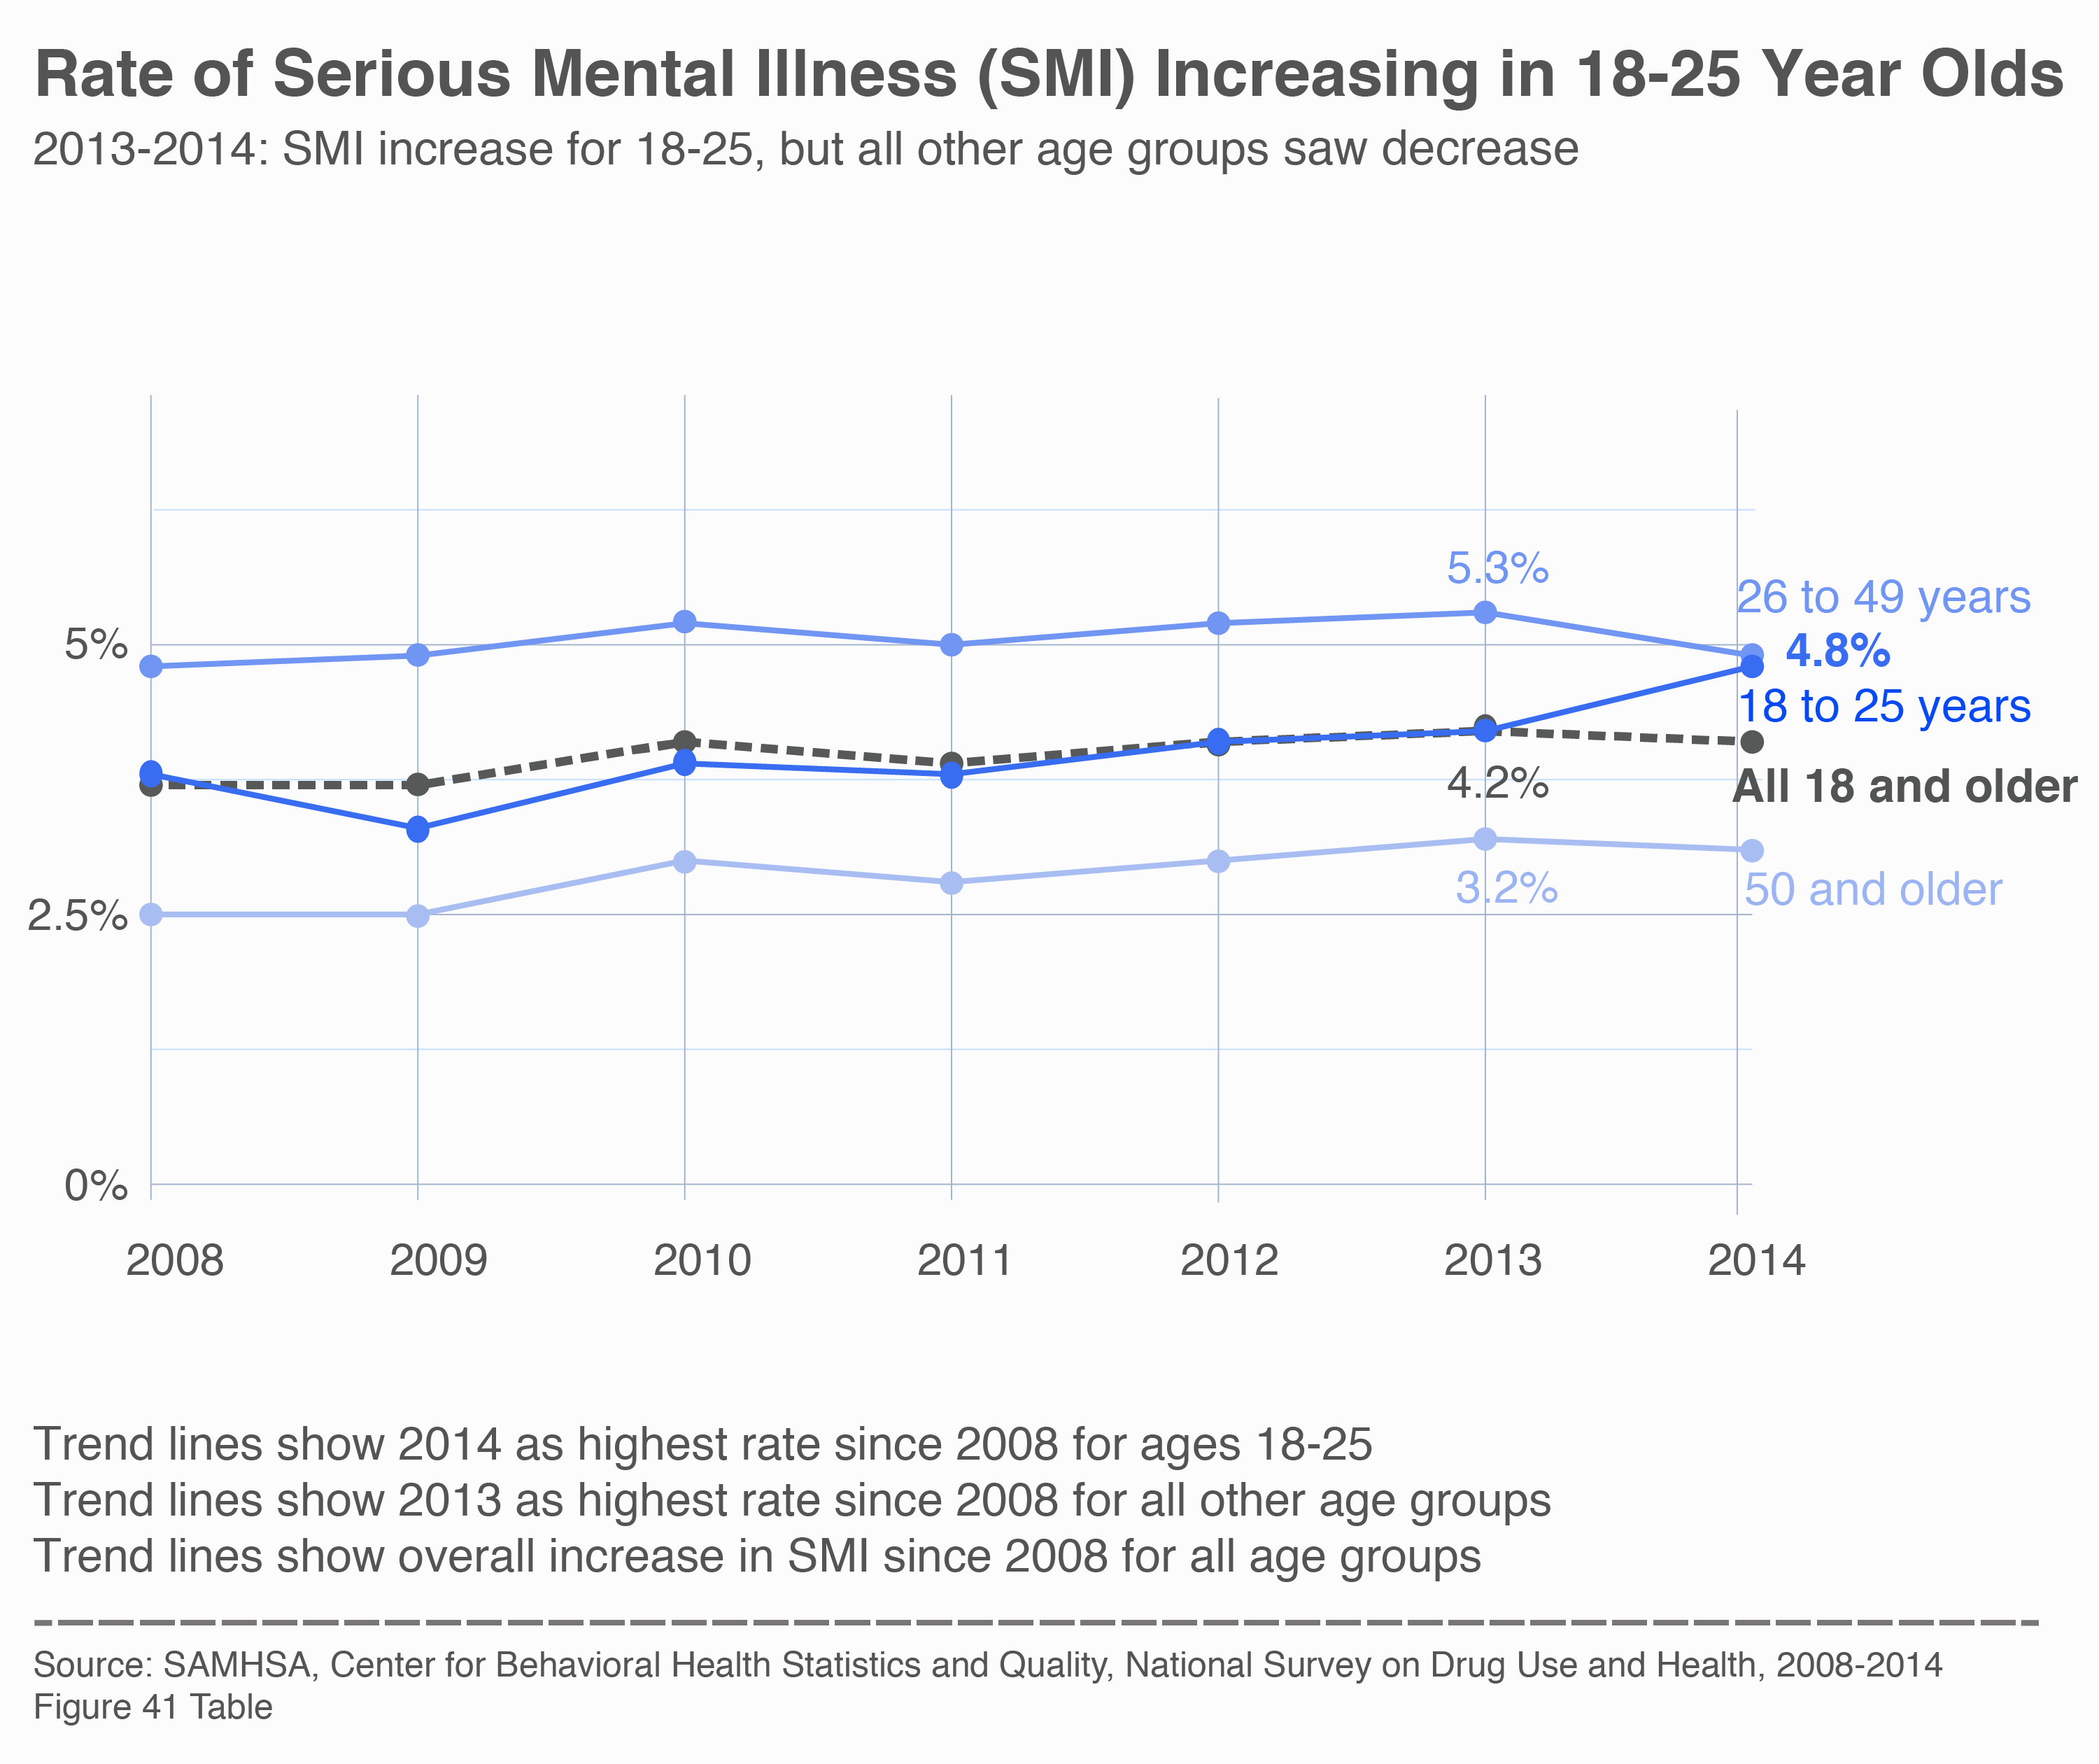 Rate of Serious Mental Illness (SMI) Increasing in 18-25 Year Olds
2013-2014: SMI increase for 18-25, but all other age groups saw decrease
5.3%
26 to 49 years
5%
4.8%
18 to 25 years
4.2%
All 18 and older
3.2%
50 and older
2.5%
0%
2008 2009 2010 2011 2012 2013 2014
Trend lines show 2014 as highest rate since 2008 for ages 18-25
Trend lines show 2013 as highest rate since 2008 for all other age groups
Trend lines show overall increase in SMI since 2008 for all age groups
Source: SAMHSA, Center for Behavioral Health Statistics and Quality, National Survey on Drug Use and Health, 2008-2014
Figure 41 Table